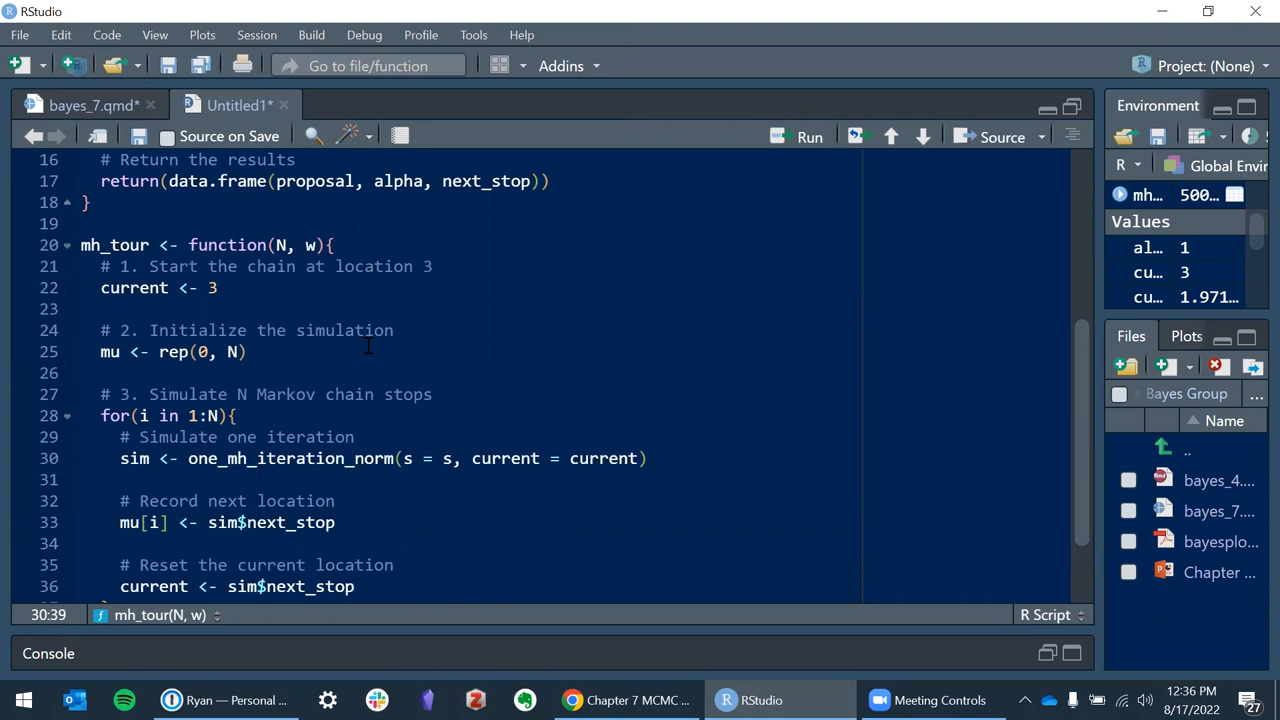 RStudio
File Edit Code View Plots Session Build Debug Profile Tools Help
Go to file/function Addins Project: (None)
bayes_7.qmd* Untitled1*
Source on Save Run Source
16 # Return the results
17 return(data.frame(proposal, alpha, next_stop))
18 }
19
20 mh_tour <- function(N, w){
21 # 1. Start the chain at location 3
22 current <- 3
23
24 # 2. Initialize the simulation
25 mu <- rep(0, N)
26
27 # 3. Simulate N Markov chain stops
28 for(i in 1:N){
29 # Simulate one iteration
30 sim <- one_mh_iteration_norm(s = s, current = current)
31
32 # Record next location
33 mu[i] <- sim$next_stop
34
35 # Reset the current location
36 current <- sim$next_stop
30:39 mh_tour(N, w) R Script
Console
Environment
R Global Envir
mh... 500...
Values
al... 1
cu... 3
cu... 1.971...
Files Plots
Bayes Group ...
Name
..
bayes_4....
bayes_7....
bayesplo...
Chapter ...
Ryan — Personal ... Chapter 7 MCMC ... RStudio Meeting Controls
12:36 PM
8/17/2022
27